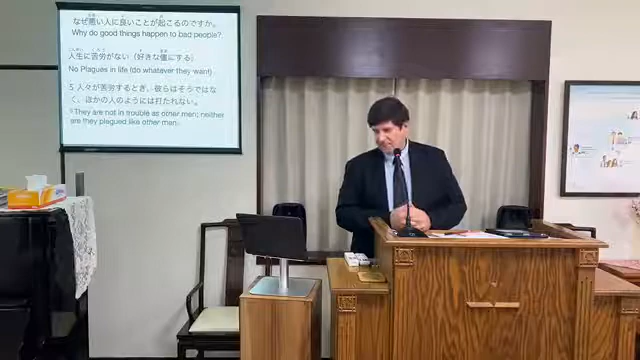 なぜ悪い人に良いことが起こるのですか。
Why do good things happen to bad people?
人生に苦労がない（好きな僅にする）
No Plagues in life (do whatever they want)
5 人々が苦労するとき、彼らはそうではな
く、ほかの人のようには打たれない。
5 They are not in trouble as other men; neither
are they plagued like other men.